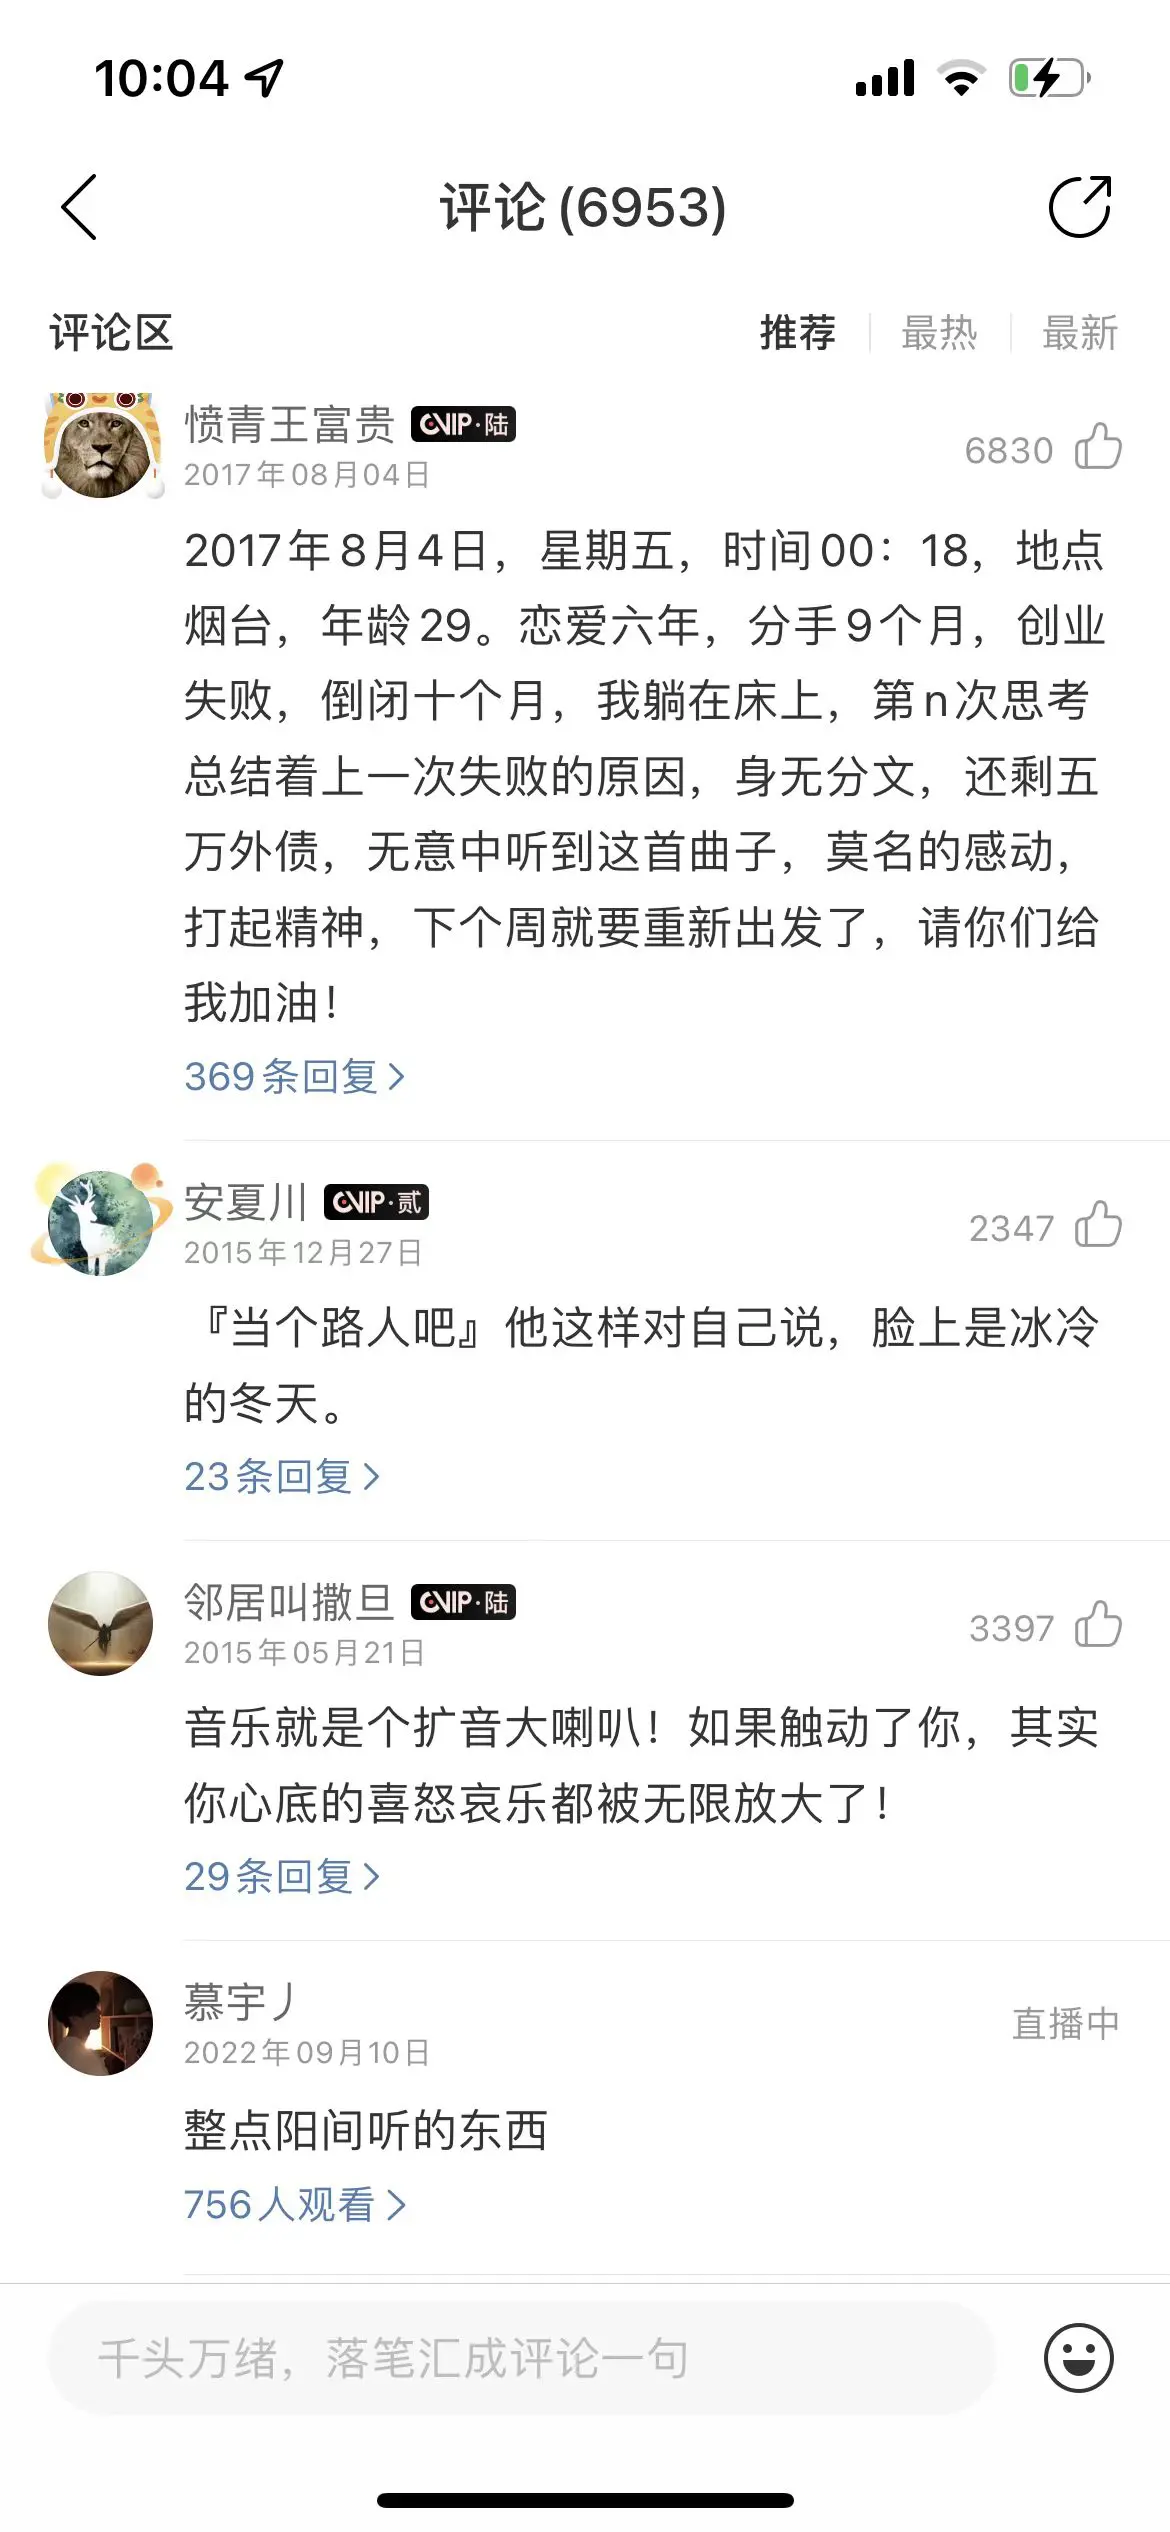 10:04
评论(6953)
评论区
推荐 最热 最新
愤青王富贵 VIP·陆
2017年08月04日
6830
2017年8月4日，星期五，时间00：18，地点
烟台，年龄29。恋爱六年，分手9个月，创业
失败，倒闭十个月，我躺在床上，第n次思考
总结着上一次失败的原因，身无分文，还剩五
万外债，无意中听到这首曲子，莫名的感动，
打起精神，下个周就要重新出发了，请你们给
我加油！
369条回复
安夏川 VIP·贰
2015年12月27日
2347
『当个路人吧』他这样对自己说，脸上是冰冷
的冬天。
23条回复
邻居叫撒旦 VIP·陆
2015年05月21日
3397
音乐就是个扩音大喇叭！如果触动了你，其实
你心底的喜怒哀乐都被无限放大了！
29条回复
慕宇丿
2022年09月10日
直播中
整点阳间听的东西
756人观看
千头万绪，落笔汇成评论一句